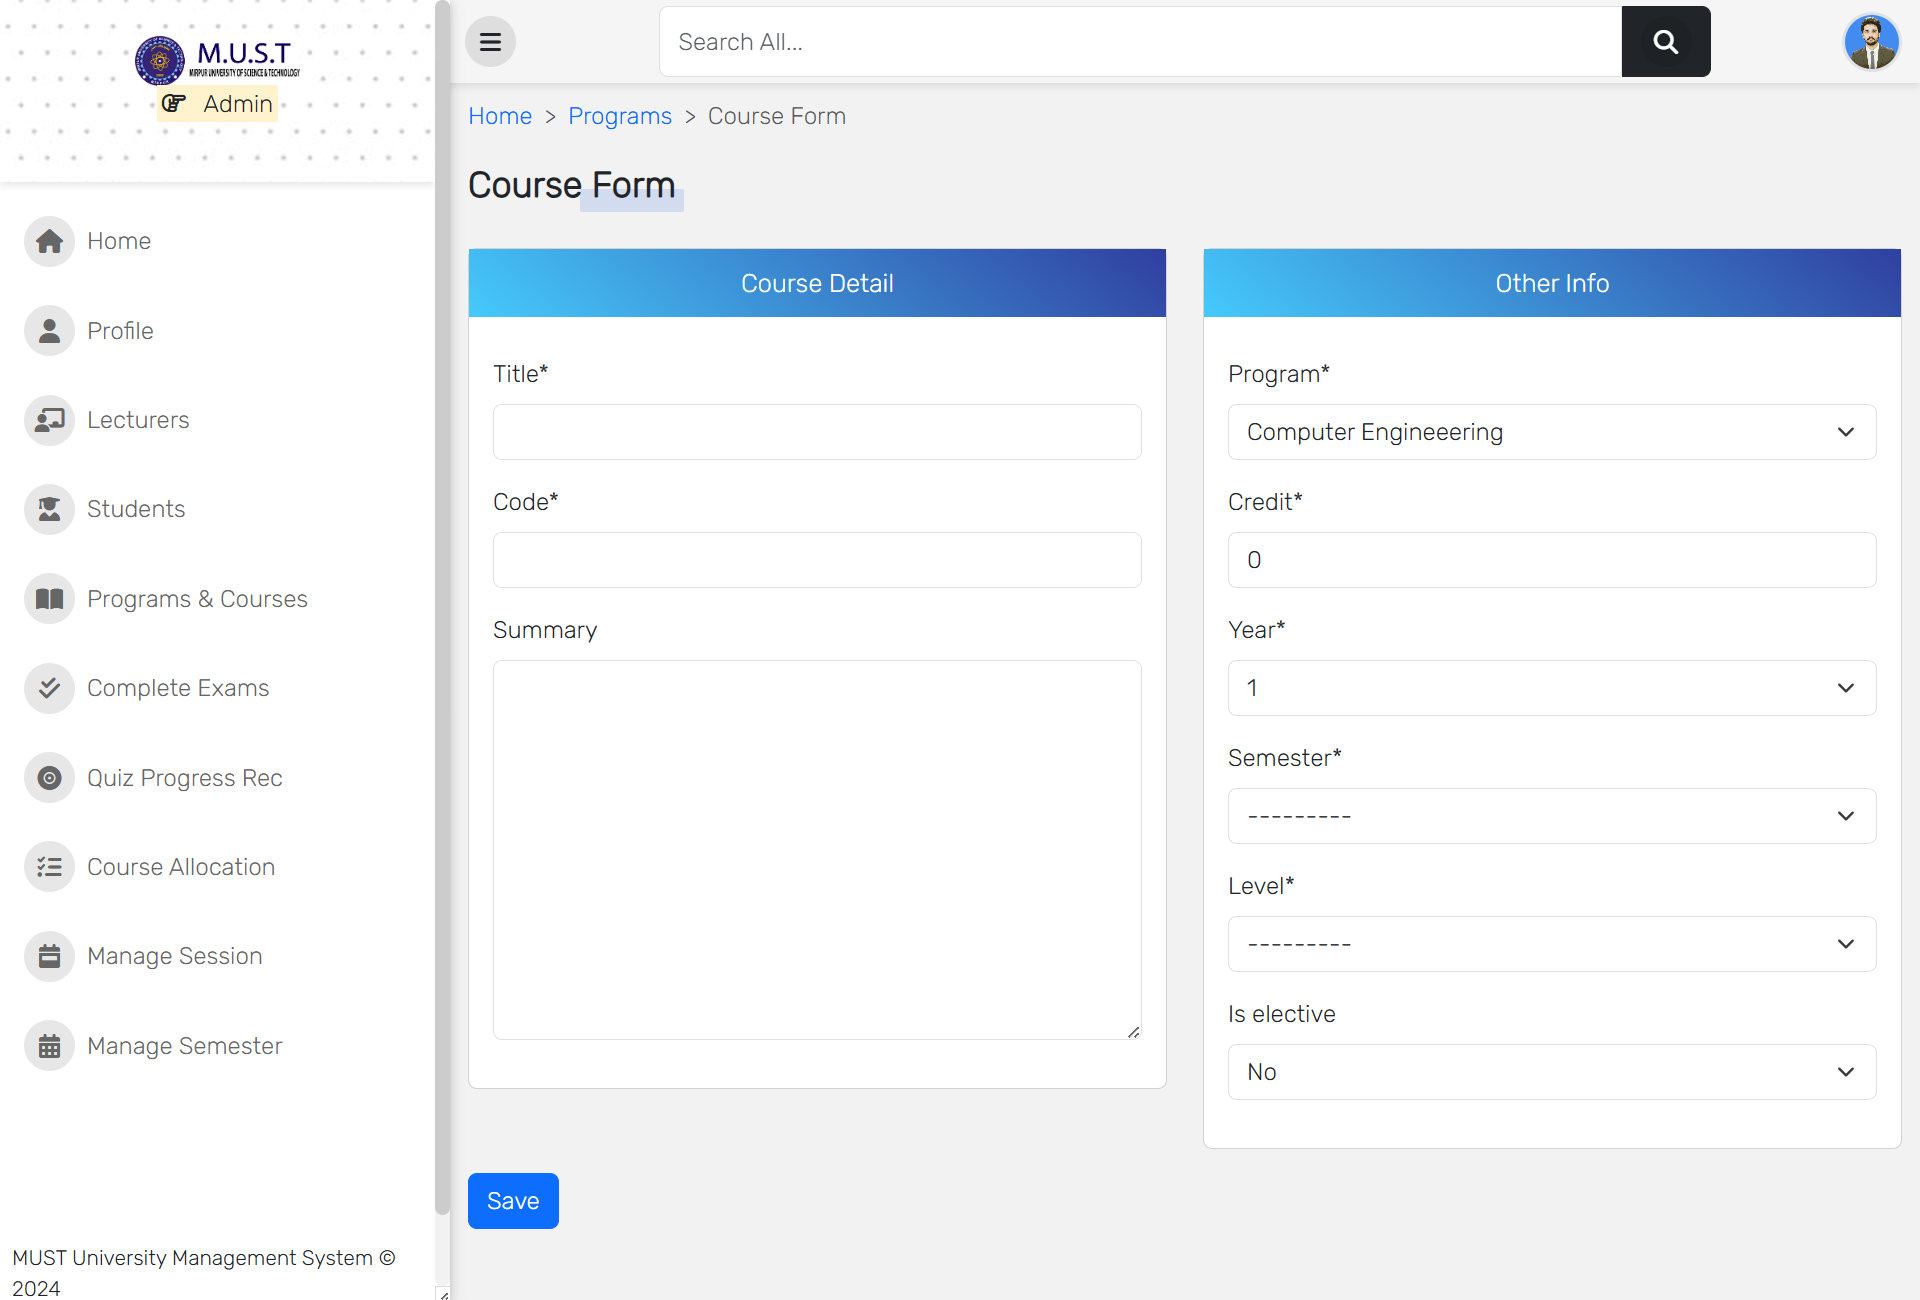 M.U.S.T
MIRPUR UNIVERSITY OF SCIENCE & TECHNOLOGY
Admin
Home
Profile
Lecturers
Students
Programs & Courses
Complete Exams
Quiz Progress Rec
Course Allocation
Manage Session
Manage Semester
MUST University Management System ©
2024
Search All...
Home > Programs > Course Form
Course Form
Course Detail
Title*
Code*
Summary
Other Info
Program*
Computer Engineeering
Credit*
0
Year*
1
Semester*
---------
Level*
---------
Is elective
No
Save